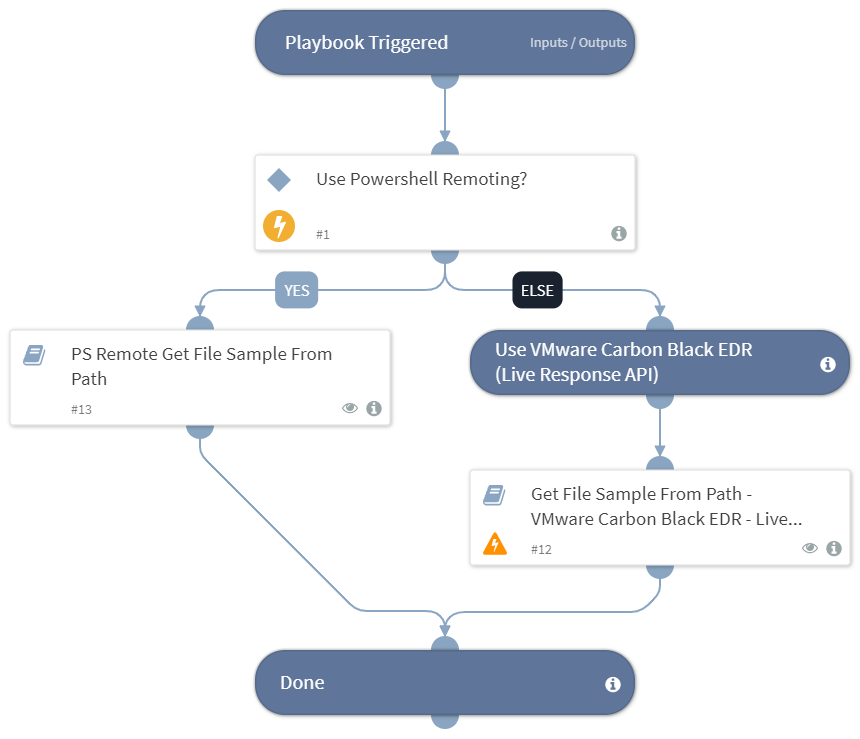 Playbook Triggered
Inputs / Outputs
Use Powershell Remoting?
#1
YES
ELSE
PS Remote Get File Sample From
Path
#13
Use VMware Carbon Black EDR
(Live Response API)
Get File Sample From Path -
VMware Carbon Black EDR - Live...
#12
Done